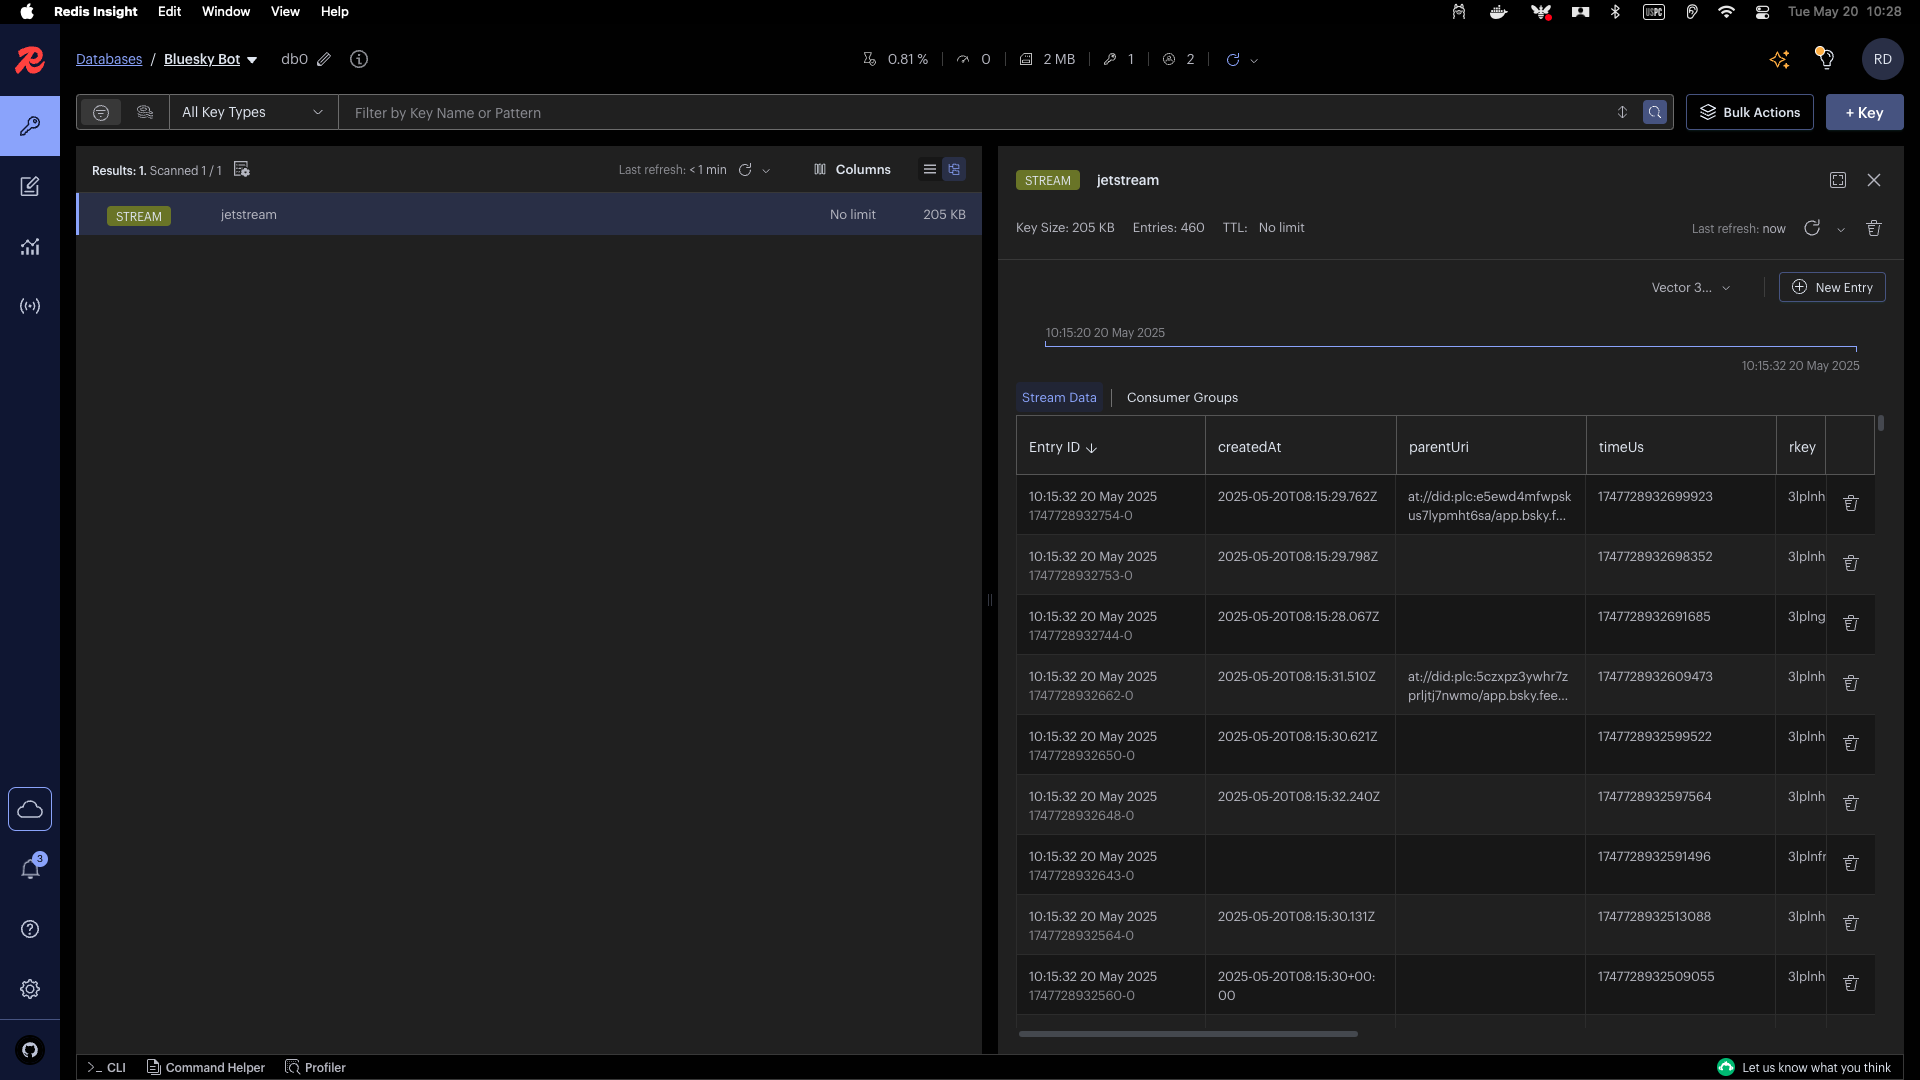 Redis Insight Edit Window View Help USPC Tue May 20 10:28
Databases / Bluesky Bot db0 0.81 % 0 2 MB 1 2 RD
All Key Types Filter by Key Name or Pattern Bulk Actions + Key
Results: 1. Scanned 1 / 1 Last refresh: < 1 min Columns
STREAM jetstream No limit 205 KB
STREAM jetstream
Key Size: 205 KB Entries: 460 TTL: No limit Last refresh: now
Vector 3... New Entry
10:15:20 20 May 2025
10:15:32 20 May 2025
Stream Data Consumer Groups
Entry ID createdAt parentUri timeUs rkey
10:15:32 20 May 2025 2025-05-20T08:15:29.762Z at://did:plc:e5ewd4mfwpsk 1747728932699923 3lplnh
1747728932754-0 us7lypmht6sa/app.bsky.f...
10:15:32 20 May 2025 2025-05-20T08:15:29.798Z 1747728932698352 3lplnh
1747728932753-0
10:15:32 20 May 2025 2025-05-20T08:15:28.067Z 1747728932691685 3lplng
1747728932744-0
10:15:32 20 May 2025 2025-05-20T08:15:31.510Z at://did:plc:5czxpz3ywhr7z 1747728932609473 3lplnh
1747728932662-0 prljtj7nwmo/app.bsky.fee...
10:15:32 20 May 2025 2025-05-20T08:15:30.621Z 1747728932599522 3lplnh
1747728932650-0
10:15:32 20 May 2025 2025-05-20T08:15:32.240Z 1747728932597564 3lplnh
1747728932648-0
10:15:32 20 May 2025 1747728932591496 3lplnfr
1747728932643-0
10:15:32 20 May 2025 2025-05-20T08:15:30.131Z 1747728932513088 3lplnh
1747728932564-0
10:15:32 20 May 2025 2025-05-20T08:15:30+00: 1747728932509055 3lplnh
1747728932560-0 00
3
>_ CLI Command Helper Profiler Let us know what you think